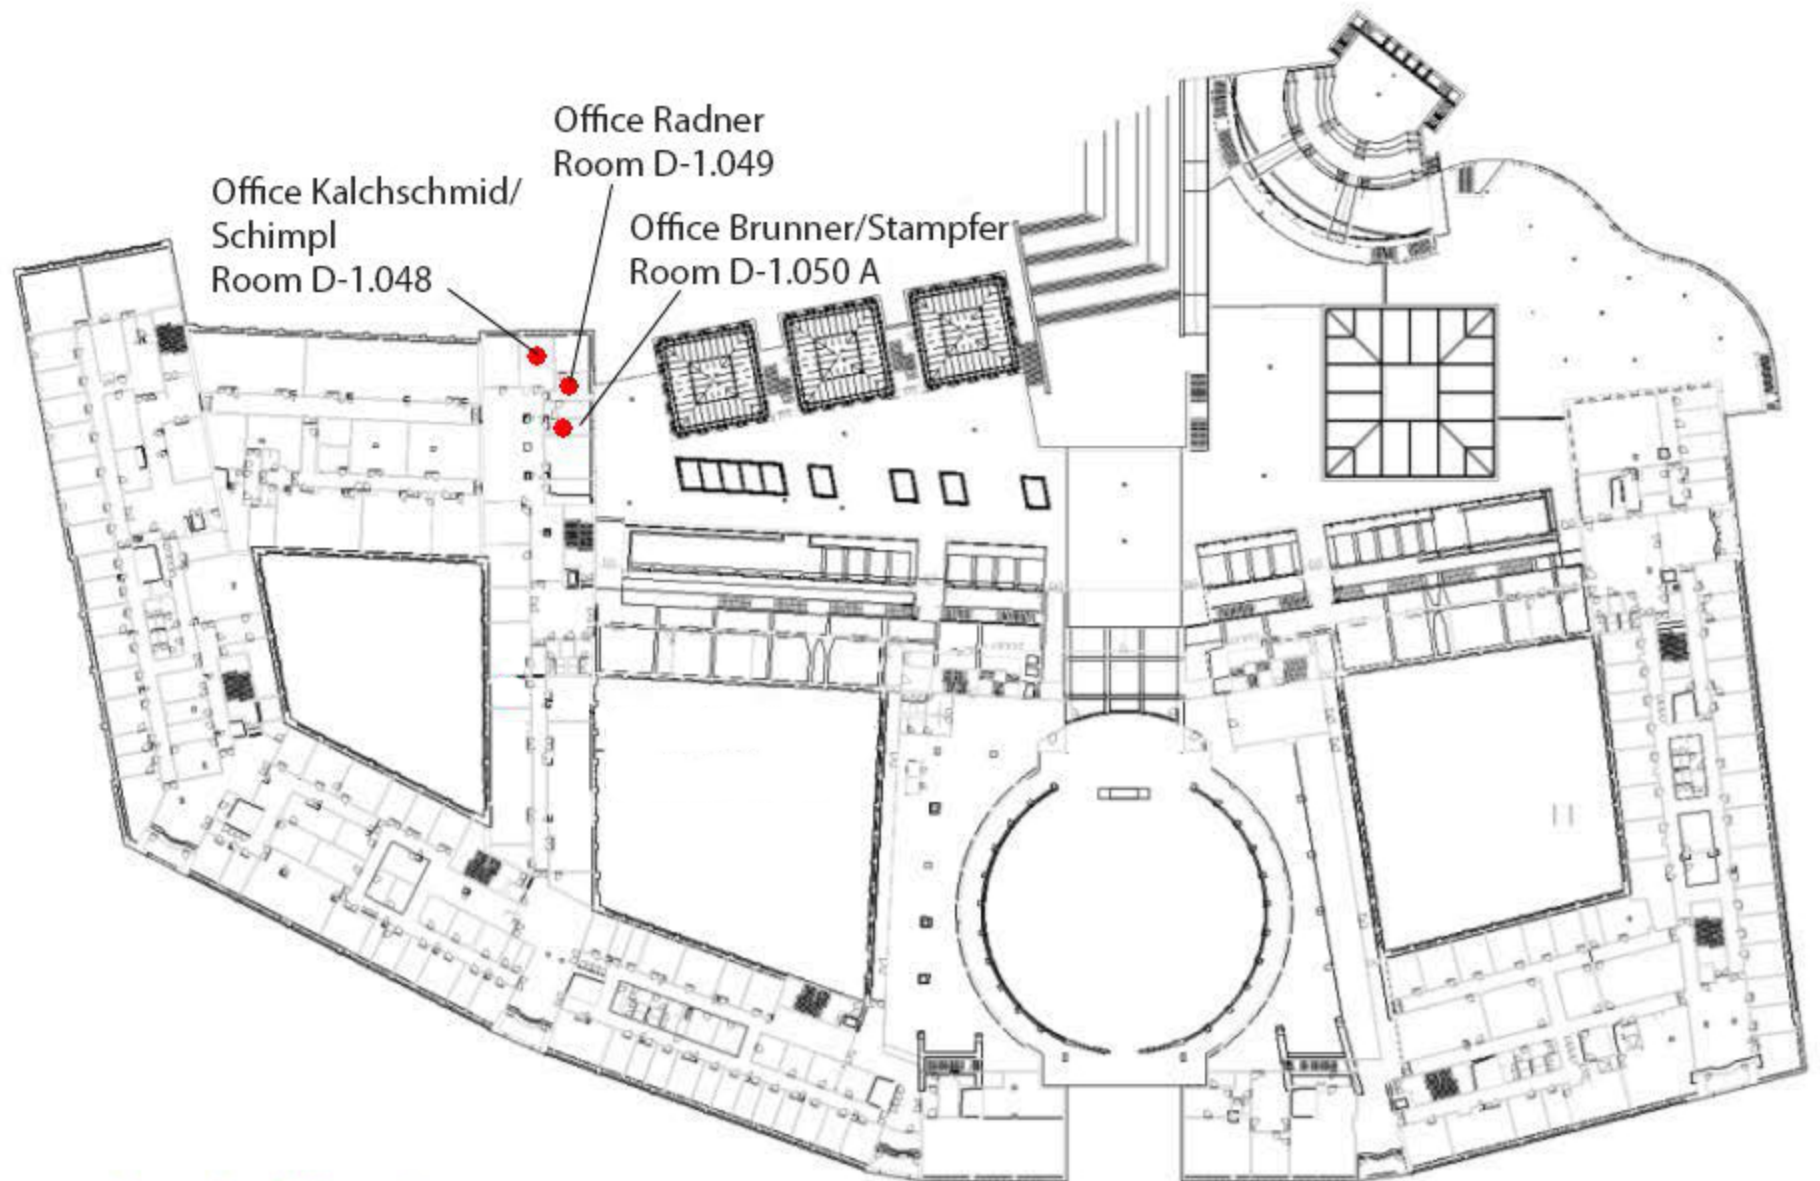 Office Radner
Room D-1.049
Office Kalchschmid/
Schimpl
Room D-1.048
Office Brunner/Stampfer
Room D-1.050 A